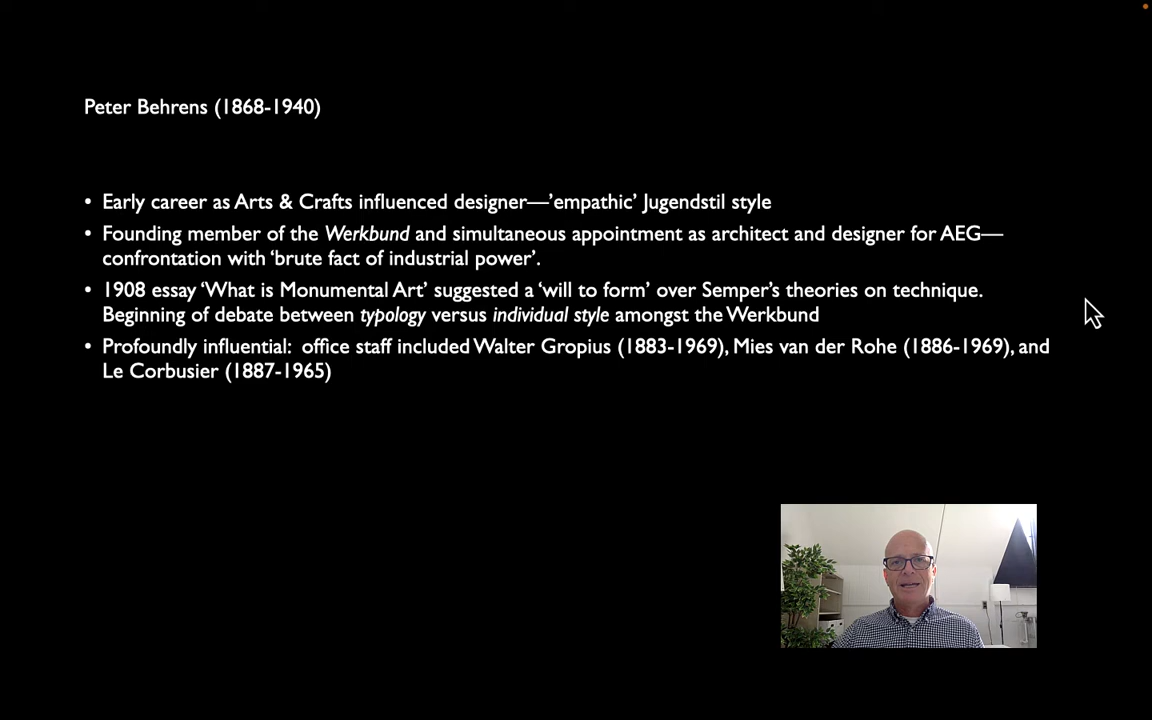 Peter Behrens (1868-1940)
• Early career as Arts & Crafts influenced designer—’empathic’ Jugendstil style
• Founding member of the Werkbund and simultaneous appointment as architect and designer for AEG—
confrontation with ‘brute fact of industrial power’.
• 1908 essay ‘What is Monumental Art’ suggested a ‘will to form’ over Semper’s theories on technique.
Beginning of debate between typology versus individual style amongst the Werkbund
• Profoundly influential: office staff included Walter Gropius (1883-1969), Mies van der Rohe (1886-1969), and
Le Corbusier (1887-1965)